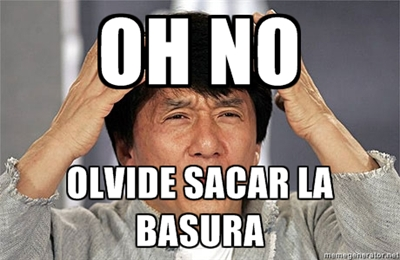 OH NO
OLVIDE SACAR LA
BASURA
memegenerator.net